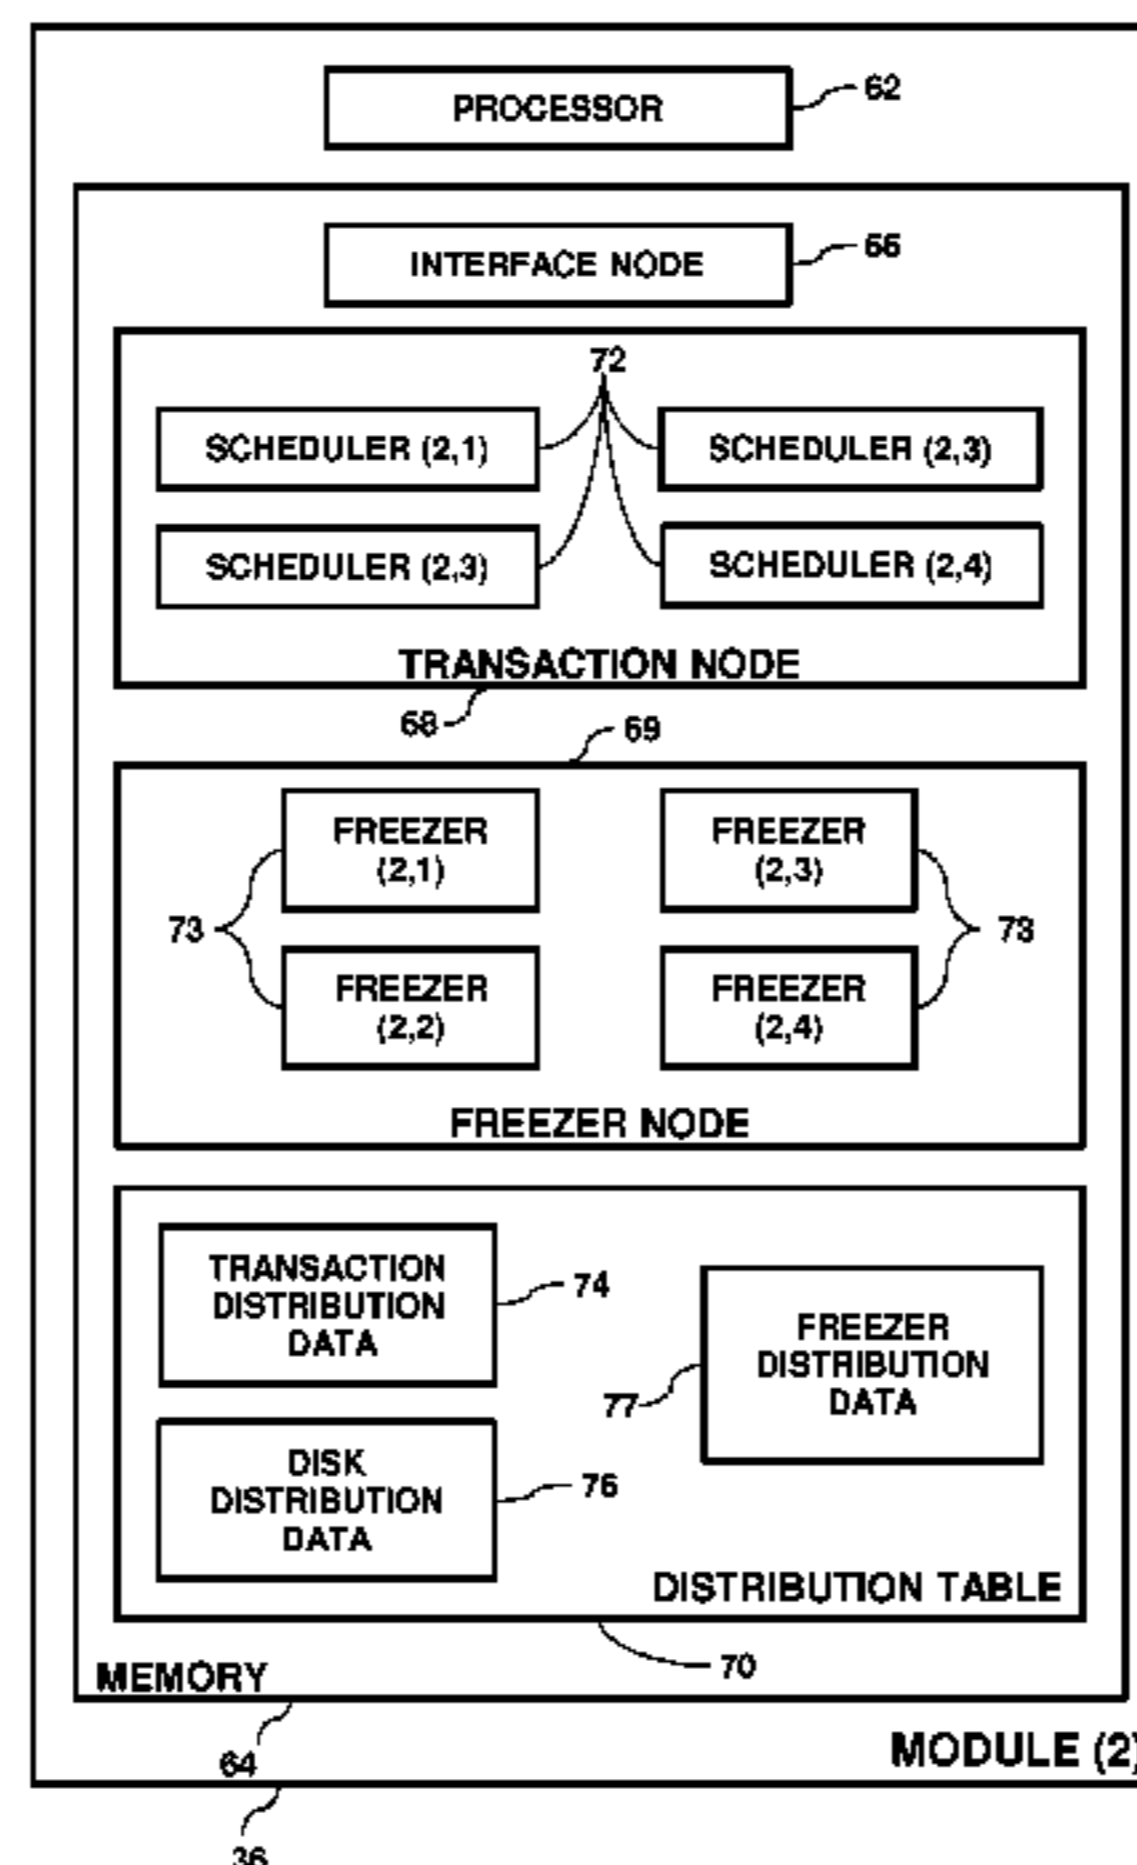 PROCESSOR
62
INTERFACE NODE
66
72
SCHEDULER (2,1)
SCHEDULER (2,3)
SCHEDULER (2,3)
SCHEDULER (2,4)
TRANSACTION NODE
68
69
FREEZER
(2,1)
FREEZER
(2,3)
73
73
FREEZER
(2,2)
FREEZER
(2,4)
FREEZER NODE
TRANSACTION
DISTRIBUTION
DATA
74
FREEZER
DISTRIBUTION
DATA
77
DISK
DISTRIBUTION
DATA
76
DISTRIBUTION TABLE
70
MEMORY
64
MODULE (2)
36